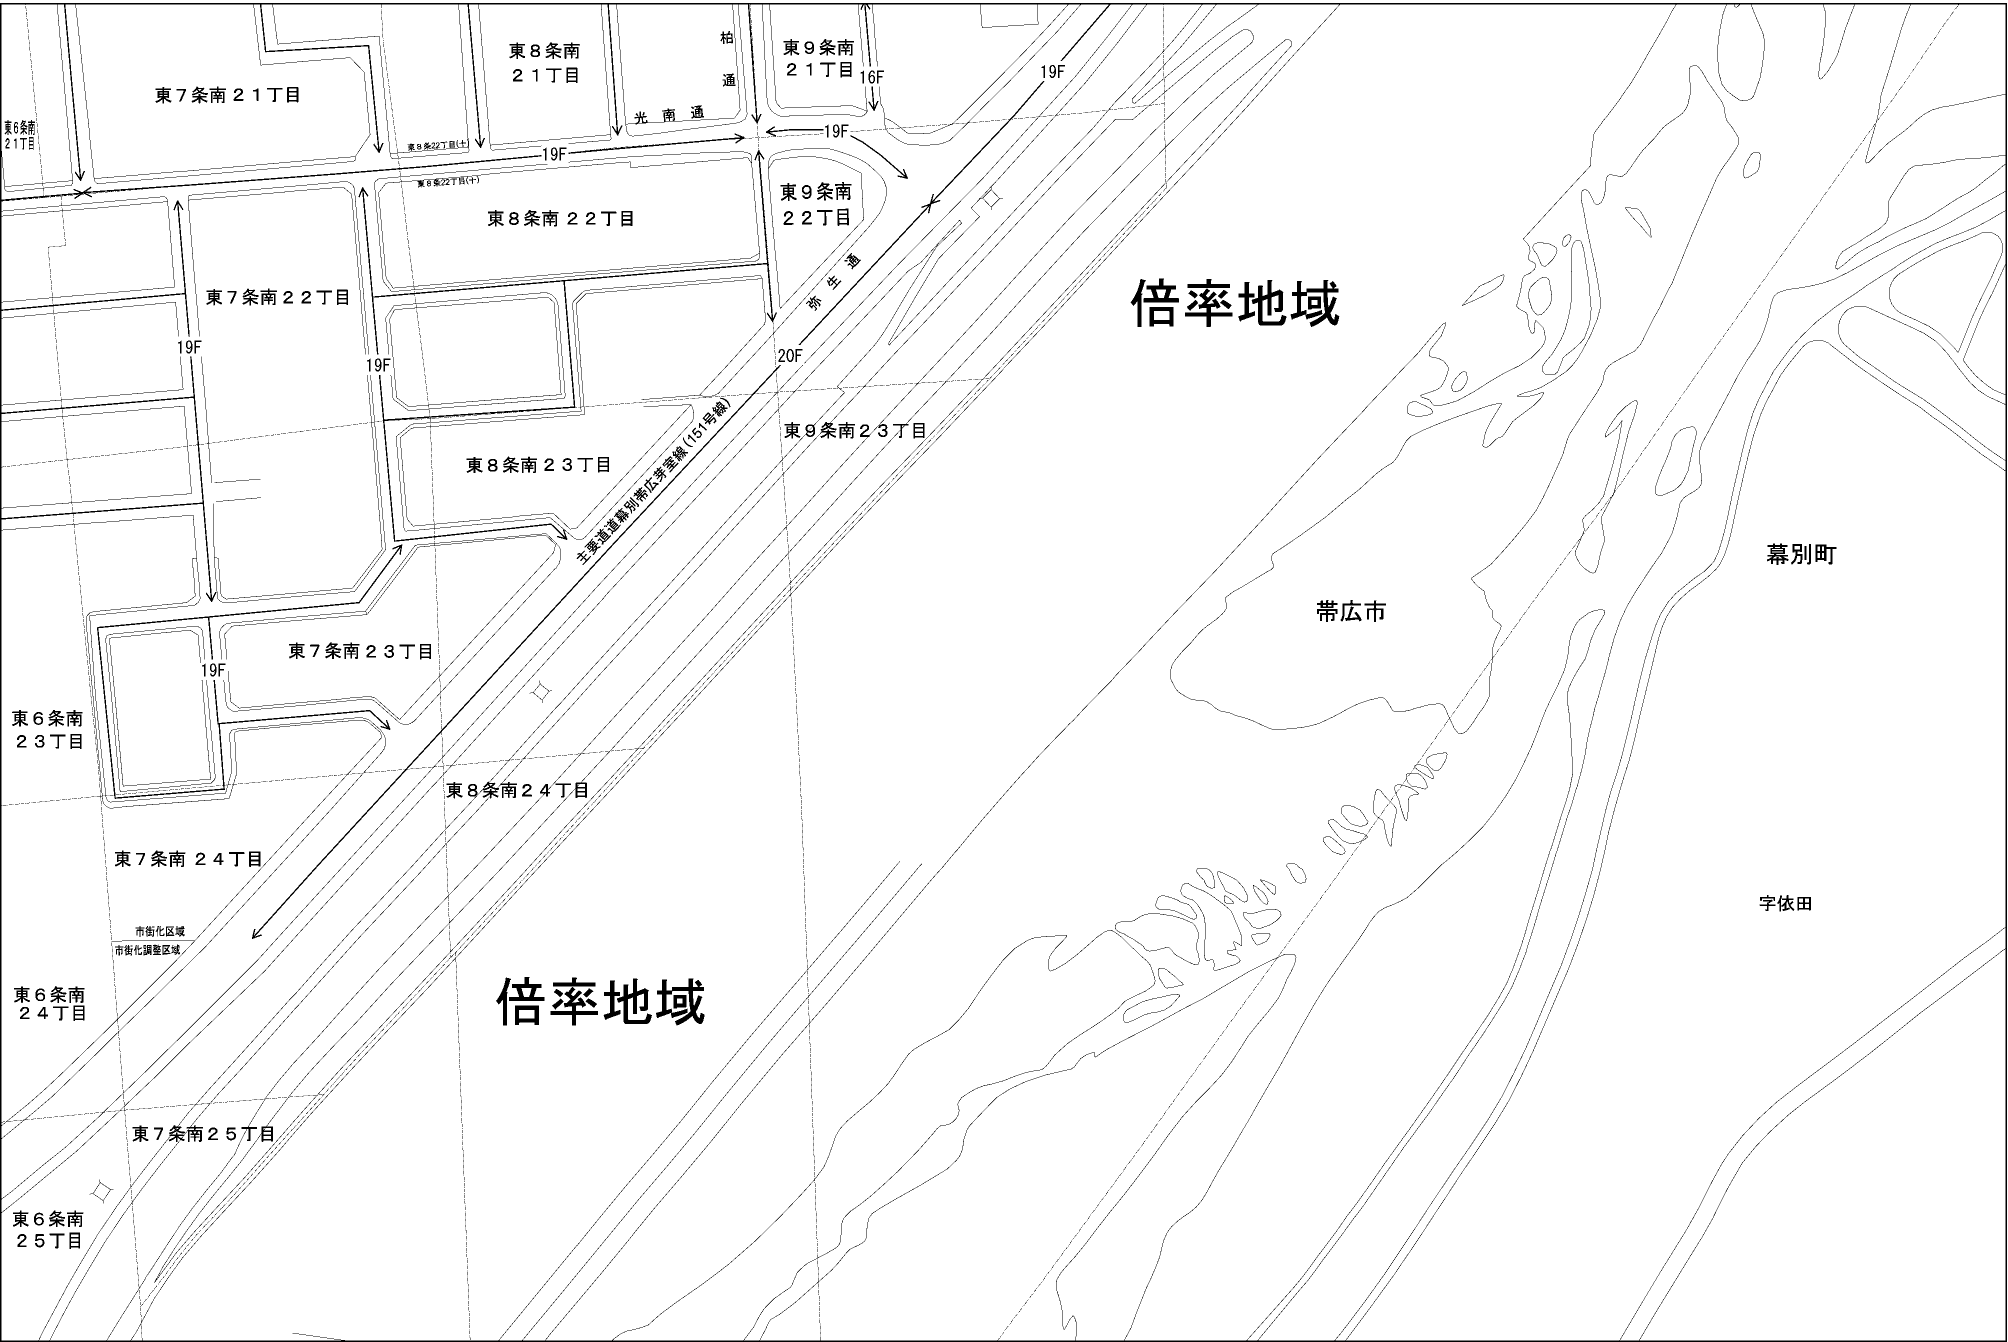 柏
通
東８条南
２１丁目
東９条南
２１丁目
16F
19F
東７条南２１丁目
光 南 通
東６条南
21丁目
19F
東８条22丁目(十)
19F
東８条22丁目(十)
東９条南
２２丁目
東８条南２２丁目
弥 生 通
倍率地域
東７条南２２丁目
19F
19F
20F
主要道道幕別帯広芽室線(151号線)
東９条南２３丁目
東８条南２３丁目
幕別町
帯広市
東７条南２３丁目
19F
東６条南
２３丁目
東８条南２４丁目
東７条南２４丁目
字依田
市街化区域
市街化調整区域
倍率地域
東６条南
２４丁目
東７条南２５丁目
東６条南
２５丁目